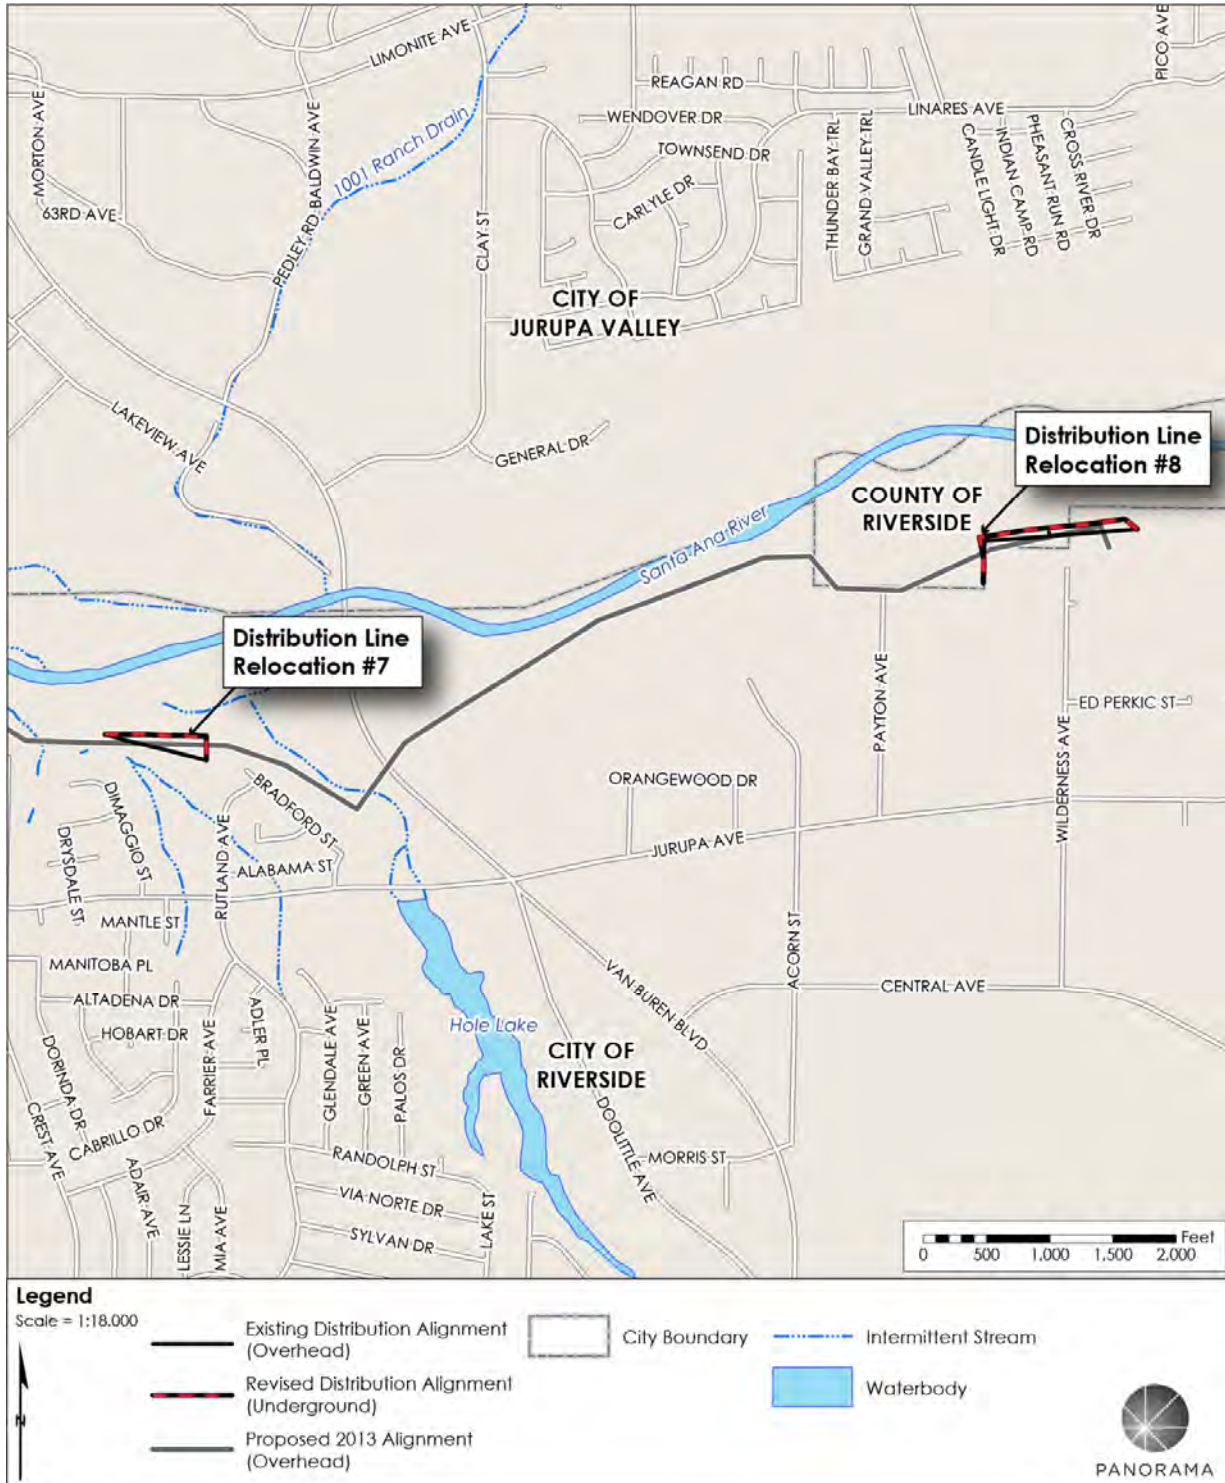 LIMONITE AVE
PICO AVE
REAGAN RD
LINARES AVE
WENDOVER DR
MORTON AVE
BALDWIN AVE
1001 Ranch Drain
TOWNSEND DR
THUNDER BAY TRL
GRAND VALLEY TRL
CANDLE LIGHT DR
INDIAN CAMP RD
PHEASANT RUN RD
CROSS RIVER DR
CARLYLE DR
63RD AVE
PEDLEY RD
CLAY ST
CITY OF
JURUPA VALLEY
LAKEVIEW AVE
GENERAL DR
Distribution Line
Relocation #8
COUNTY OF
RIVERSIDE
Santa Ana River
Distribution Line
Relocation #7
PAYTON AVE
ED PERKIC ST
WILDERNESS AVE
ORANGEWOOD DR
JURUPA AVE
BRADFORD ST
DIMAGGIO ST
DRYSDALE ST
RUTLAND AVE
ALABAMA ST
MANTLE ST
MANITOBA PL
ALTADENA DR
HOBART DR
ADLER PL
VAN BUREN BLVD
ACORN ST
CENTRAL AVE
Hole Lake
CITY OF
RIVERSIDE
DORINDA DR
FARRIER AVE
GLENDALE AVE
GREEN AVE
PALOS DR
CREST AVE
CABRILLO DR
DOOLITTLE AVE
MORRIS ST
RANDOLPH ST
ADAIR AVE
LESSIE LN
MIA AVE
VIA NORTE DR
SYLVAN DR
LAKE ST
Feet
0 500 1,000 1,500 2,000
Legend
Scale = 1:18.000
Existing Distribution Alignment
(Overhead)
Revised Distribution Alignment
(Underground)
Proposed 2013 Alignment
(Overhead)
City Boundary
Intermittent Stream
Waterbody
N
PANORAMA